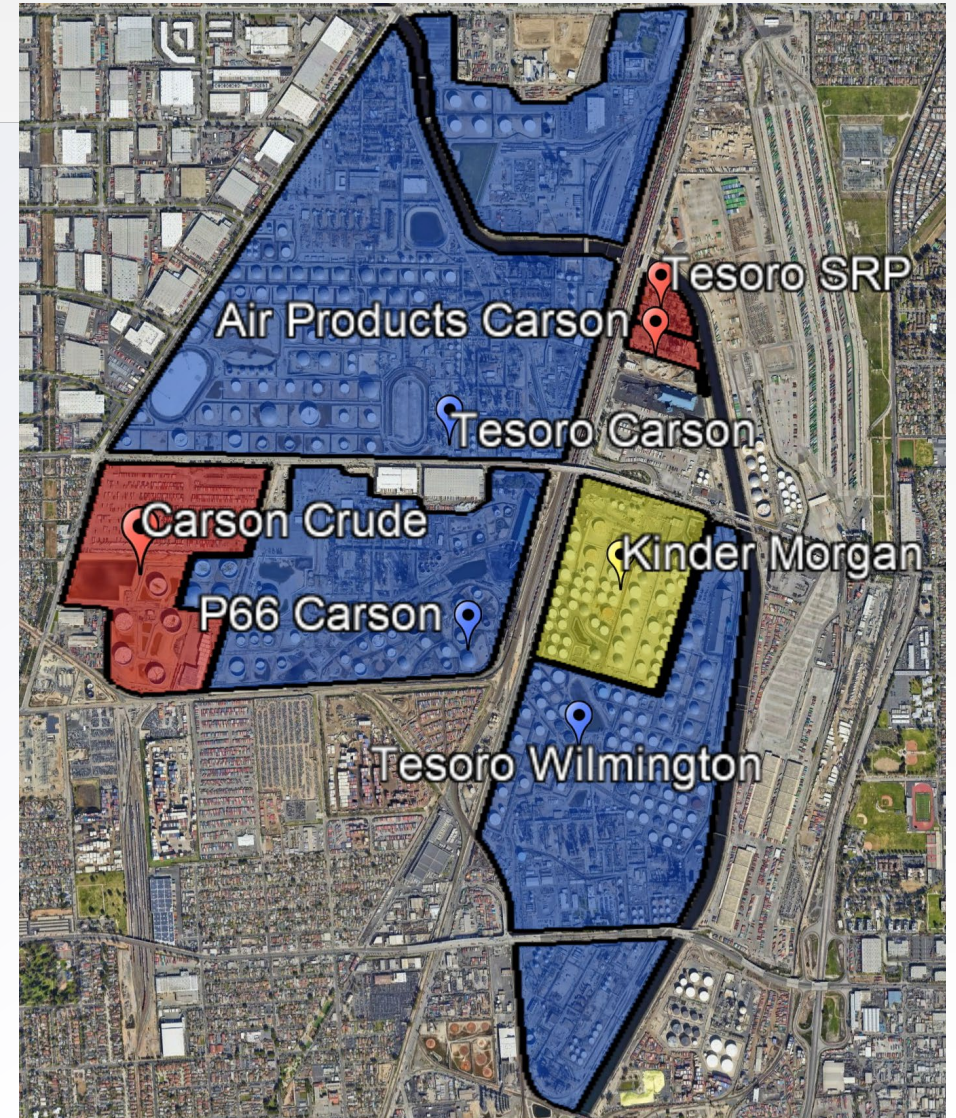 Tesoro SRP
Air Products Carson
Tesoro Carson
Carson Crude
Kinder Morgan
P66 Carson
Tesoro Wilmington